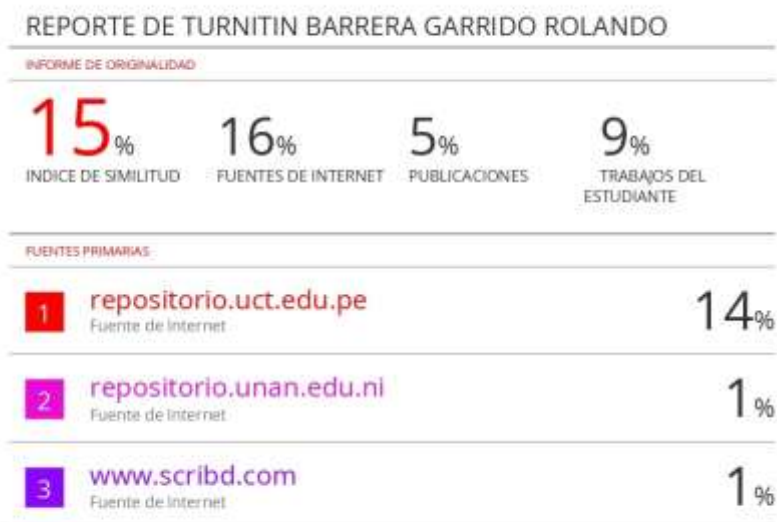 REPORTE DE TURNITIN BARRERA GARRIDO ROLANDO
INFORME DE ORIGINALIDAD
15% 16% 5% 9%
INDICE DE SIMILITUD FUENTES DE INTERNET PUBLICACIONES TRABAJOS DEL
ESTUDIANTE
FUENTES PRIMARIAS
1 repositorio.uct.edu.pe 14%
Fuente de Internet
2 repositorio.unan.edu.ni 1%
Fuente de Internet
3 www.scribd.com 1%
Fuente de Internet